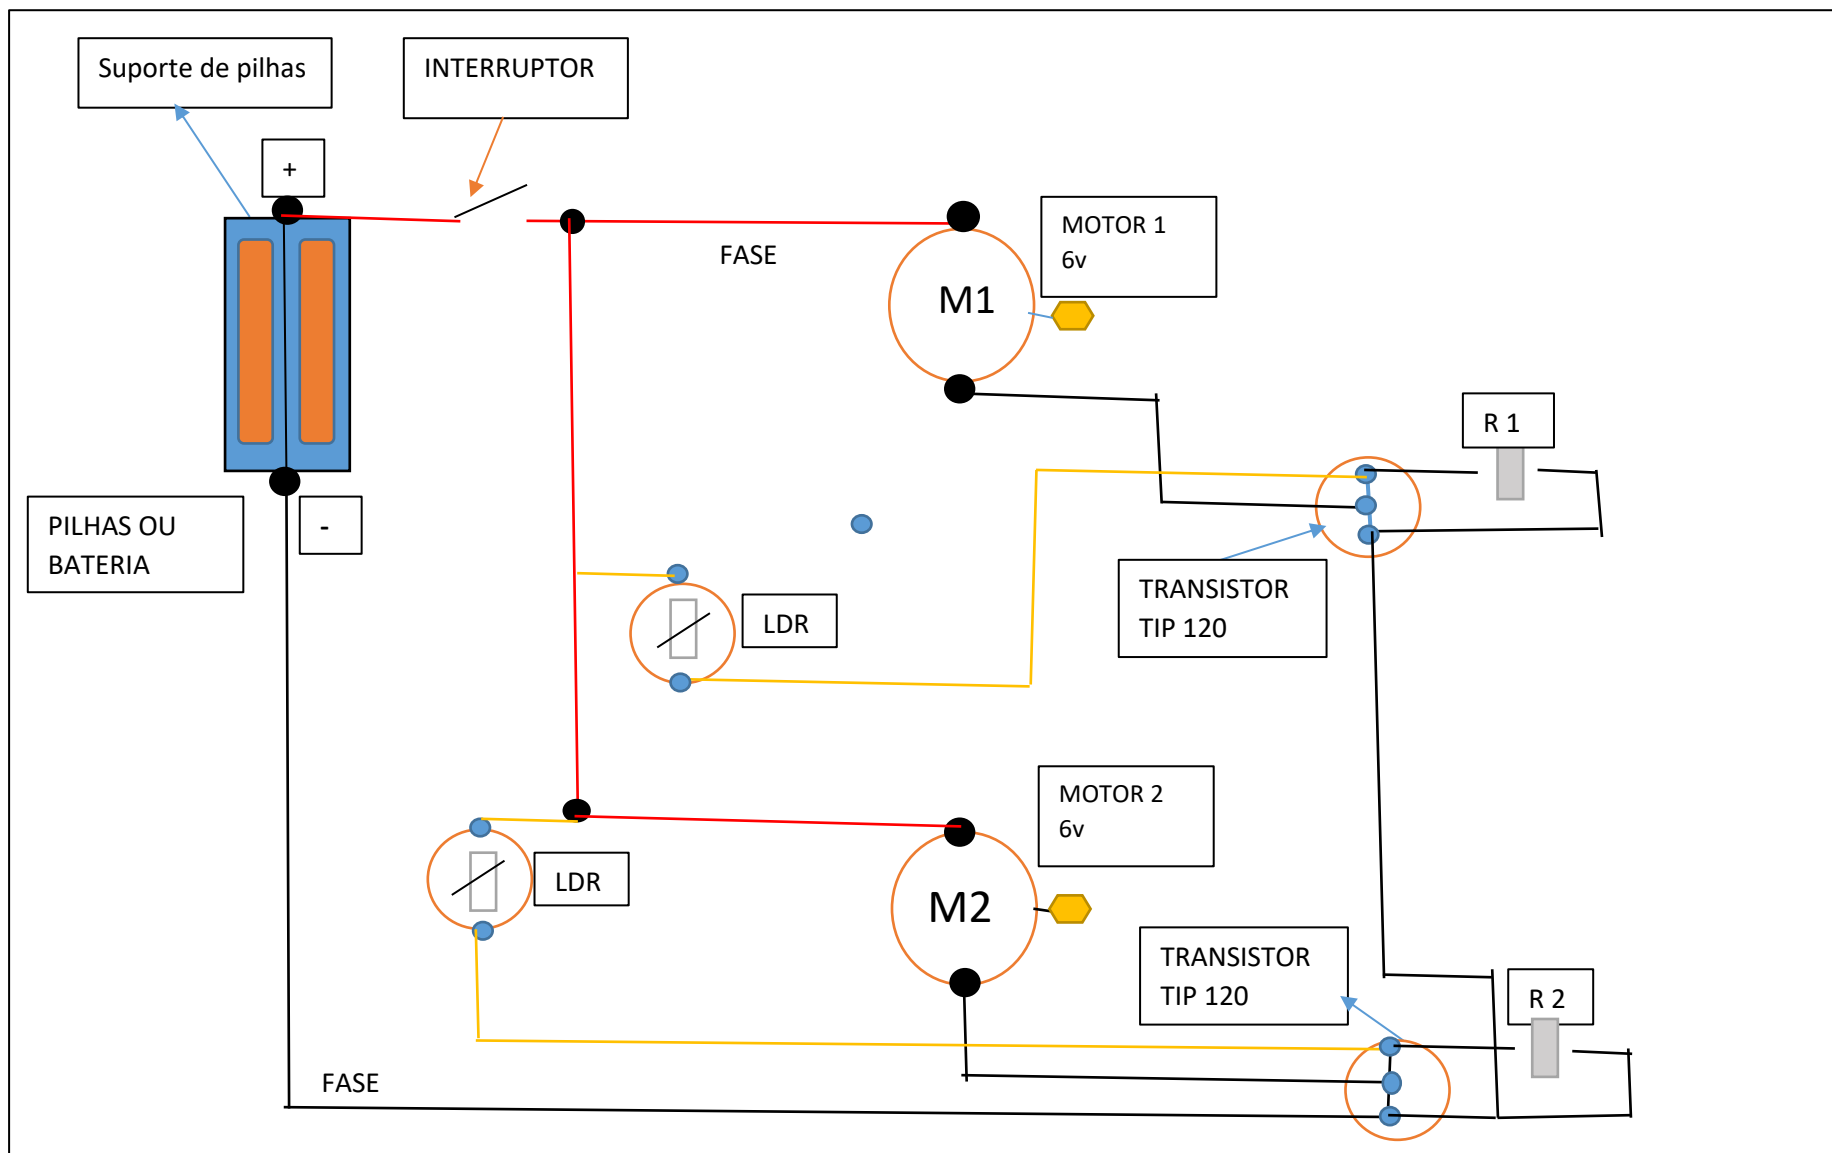 Suporte de pilhas
INTERRUPTOR
+
MOTOR 1
6v
FASE
M1
R 1
PILHAS OU
BATERIA
-
TRANSISTOR
TIP 120
LDR
MOTOR 2
6v
LDR
M2
TRANSISTOR
TIP 120
R 2
FASE